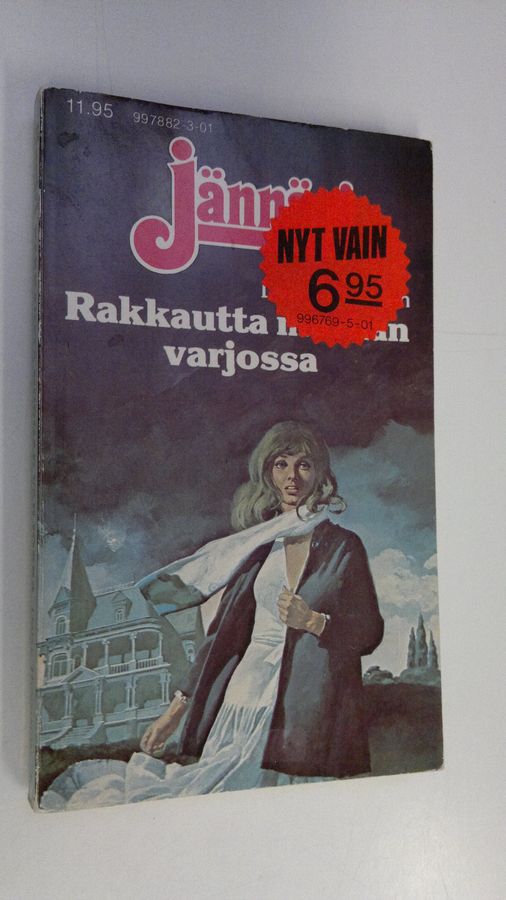 11.95 997882-3-01
NYT VAIN
6 95
996769-5-01
Rakkautta
varjossa